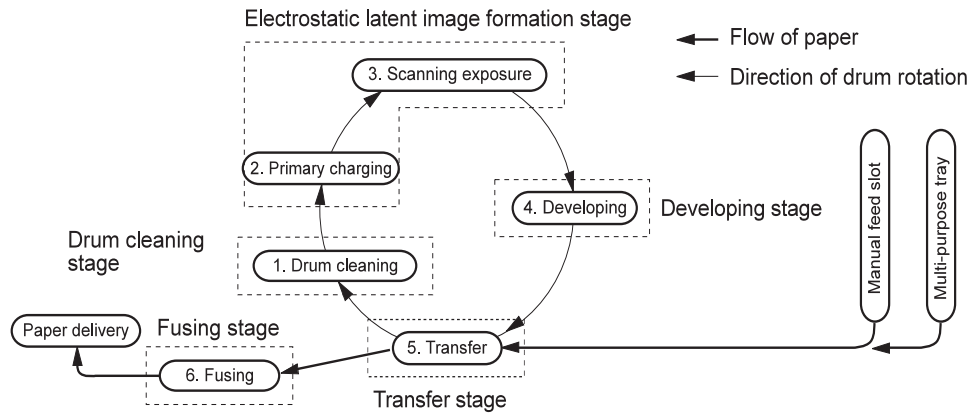 Electrostatic latent image formation stage
Flow of paper
3. Scanning exposure
Direction of drum rotation
2. Primary charging
4. Developing
Developing stage
Manual feed slot
Multi-purpose tray
Drum cleaning
stage
1. Drum cleaning
Paper delivery
Fusing stage
5. Transfer
6. Fusing
Transfer stage